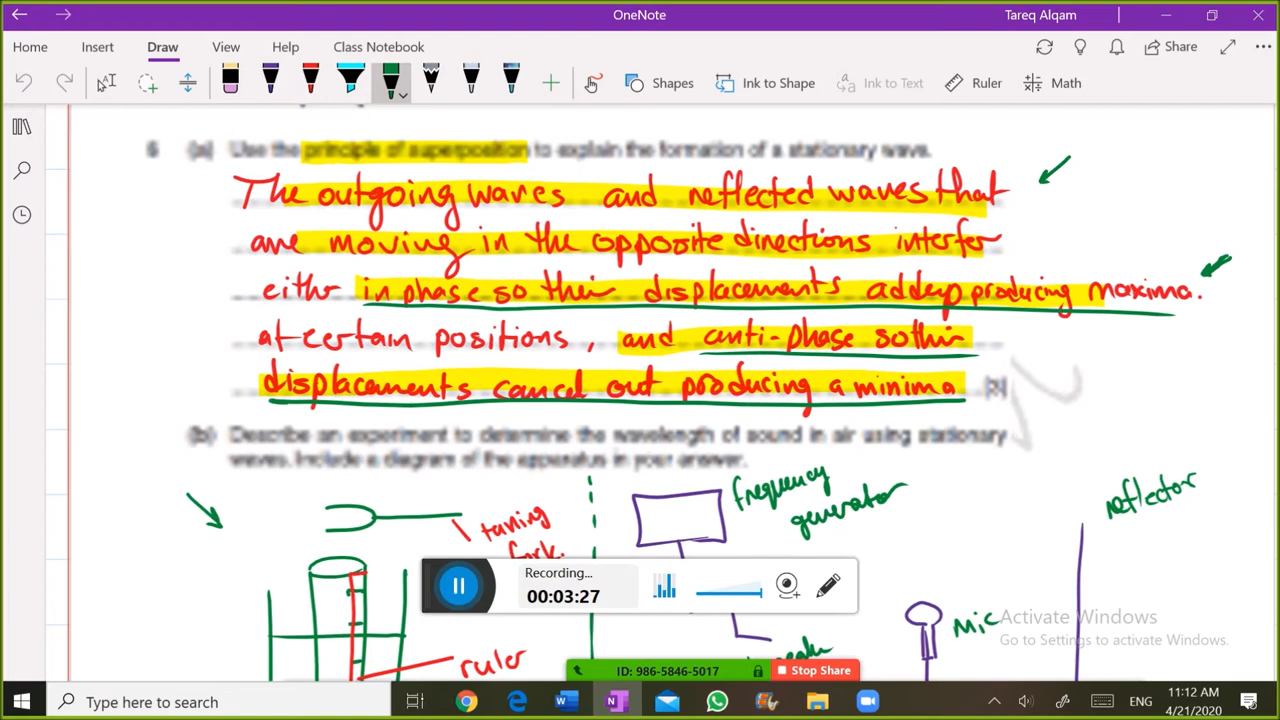 OneNote
Tareq Alqam
Home Insert Draw View Help Class Notebook
Share
Shapes Ink to Shape Ink to Text Ruler Math
6 (a) Use the principle of superposition to explain the formation of a stationary wave.
The outgoing waves and reflected waves that
are moving in the opposite directions interfer
either in phase so their displacements addup producing maxima.
at certain positions, and anti-phase so their
displacements cancel out producing a minima [3]
(b) Describe an experiment to determine the wavelength of sound in air using stationary
waves. Include a diagram of the apparatus in your answer.
frequency
generator
reflector
tuning
fork.
Recording...
00:03:27
mic
Activate Windows
Go to Settings to activate Windows.
ruler
ID: 986-5846-5017 Stop Share
Type here to search
ENG
11:12 AM
4/21/2020